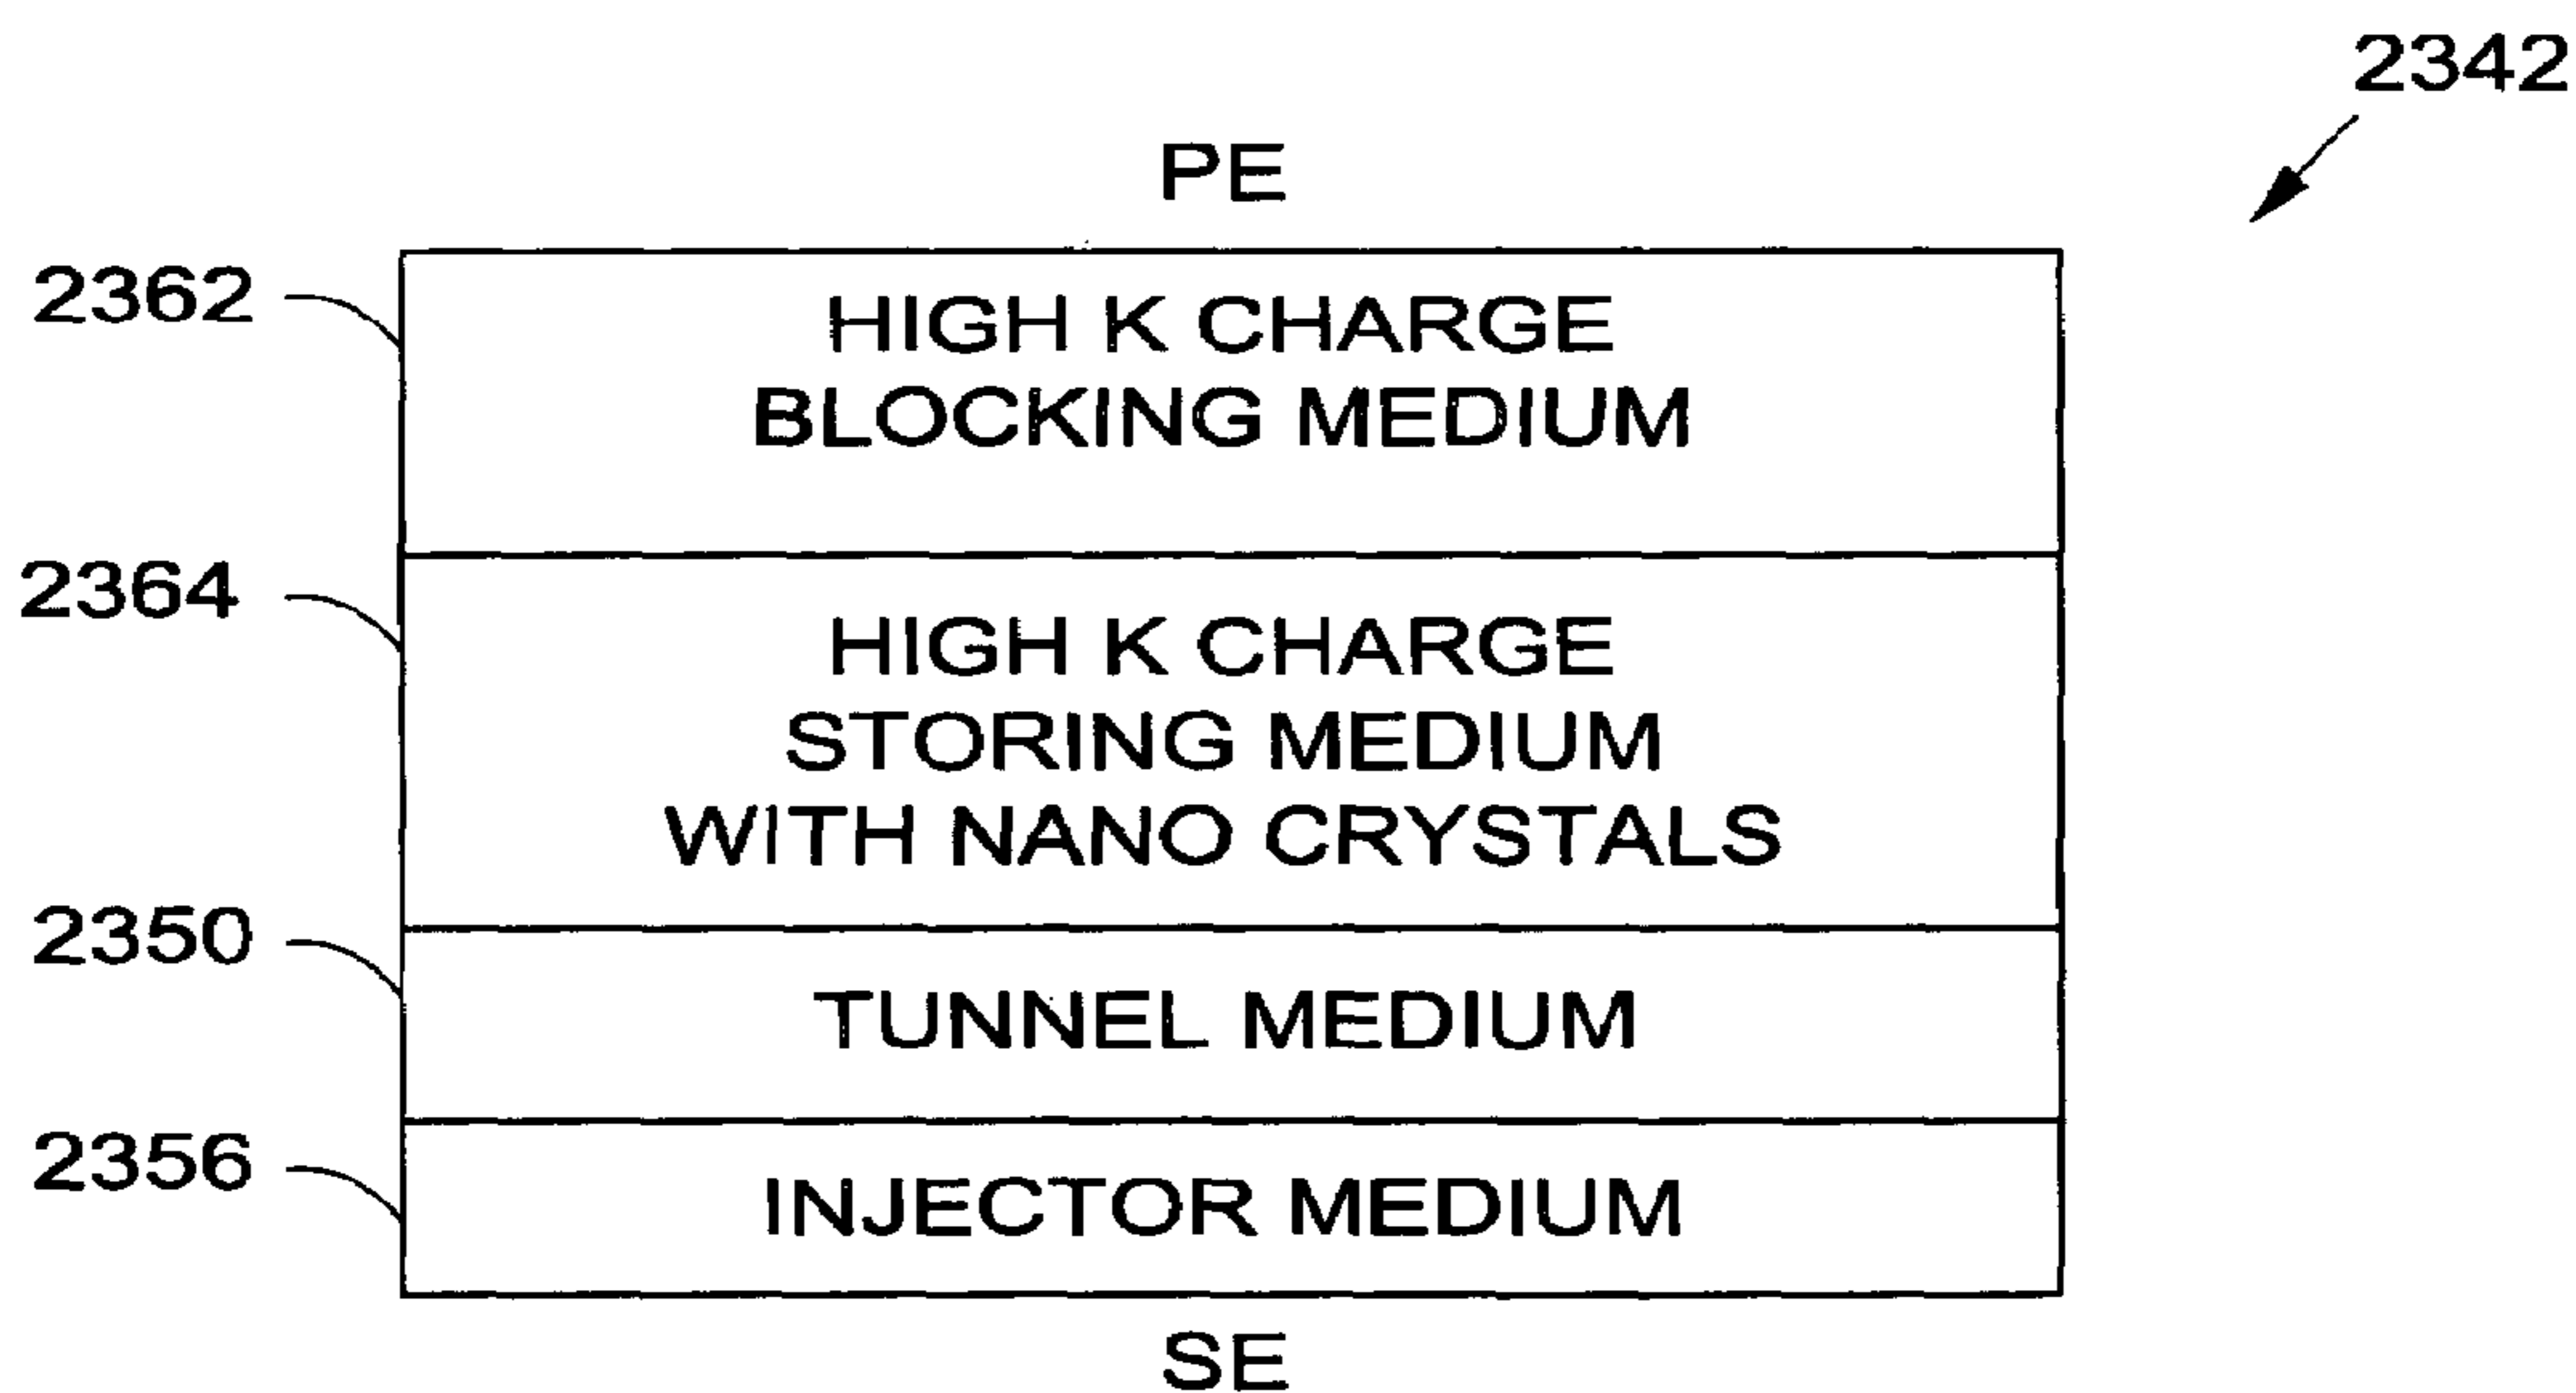 2342
PE
2362
HIGH K CHARGE
BLOCKING MEDIUM
2364
HIGH K CHARGE
STORING MEDIUM
WITH NANO CRYSTALS
2350
TUNNEL MEDIUM
2356
INJECTOR MEDIUM
SE